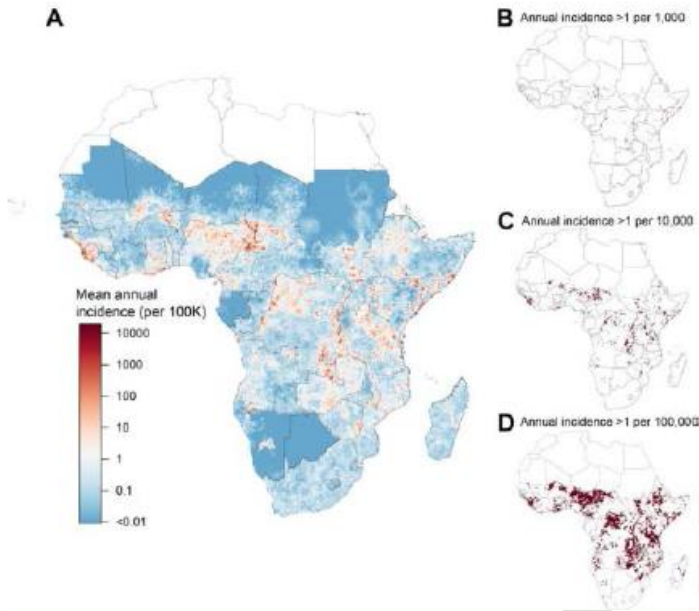 A
Mean annual
incidence (per 100K)
10000
1000
100
10
1
0.1
<0.01
B Annual incidence >1 per 1,000
C Annual incidence >1 per 10,000
D Annual incidence >1 per 100,000